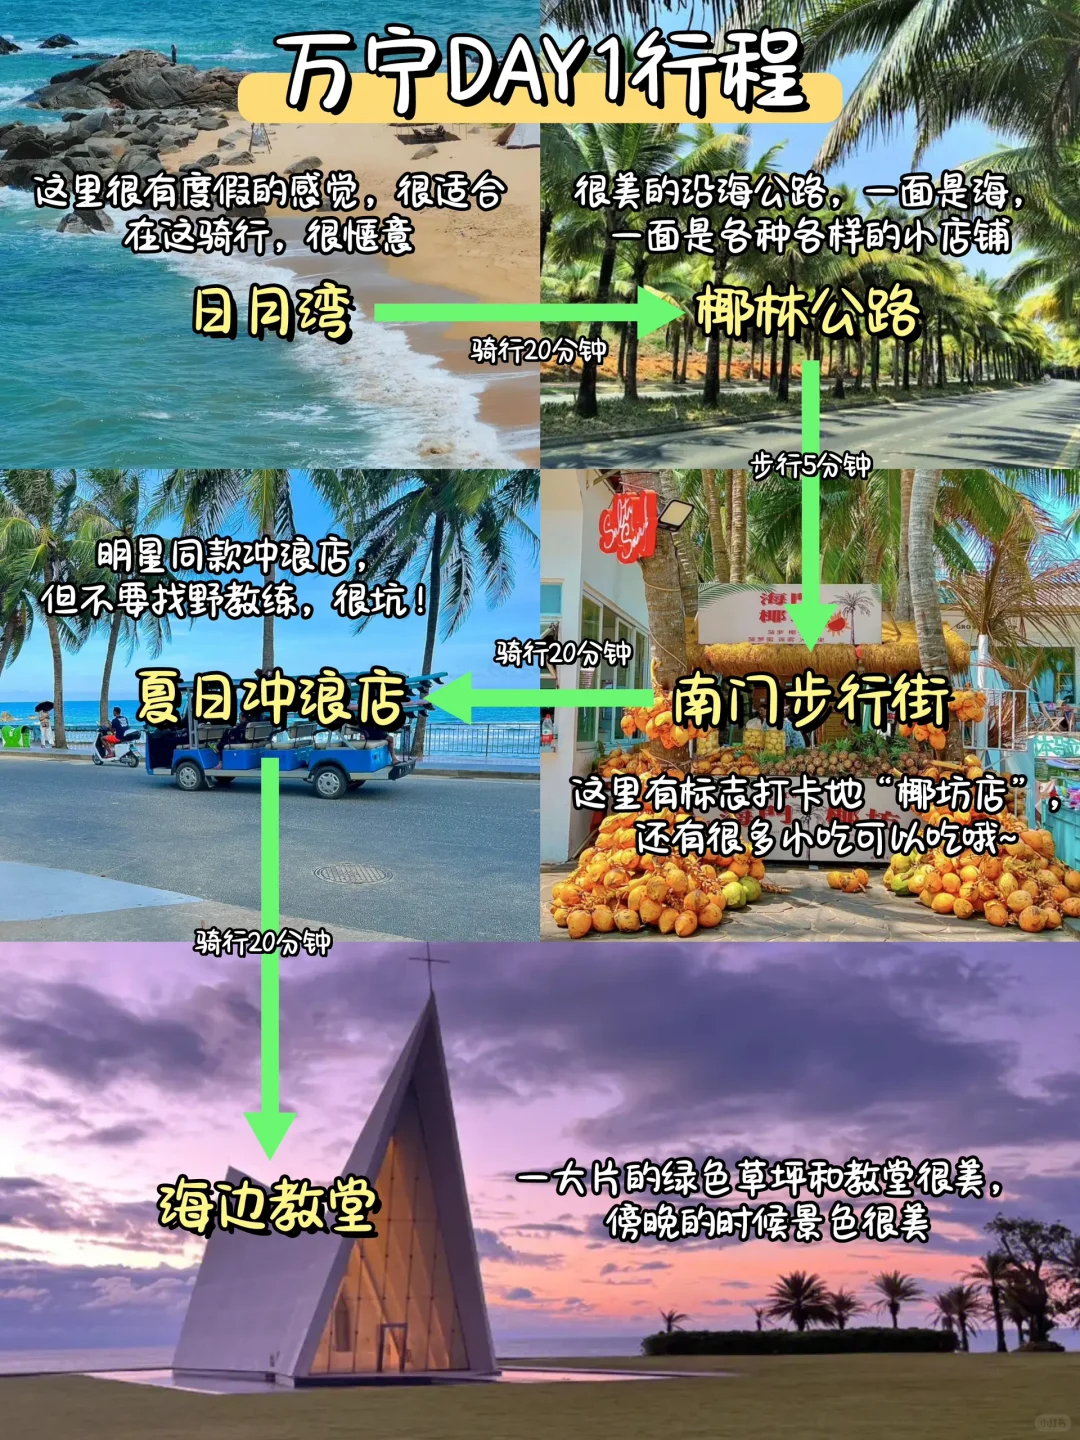 万宁DAY1行程
这里很有度假的感觉，很适合
在这骑行，很惬意
日月湾
骑行20分钟
很美的沿海公路，一面是海，
一面是各种各样的小店铺
椰林公路
步行5分钟
明星同款冲浪店，
但不要找野教练，很坑！
夏日冲浪店
骑行20分钟
Salty
南门步行街
这里有标志打卡地“椰坊店”，
还有很多小吃可以吃哦~
骑行20分钟
海边教堂
一大片的绿色草坪和教堂很美，
傍晚的时候景色很美
小红书